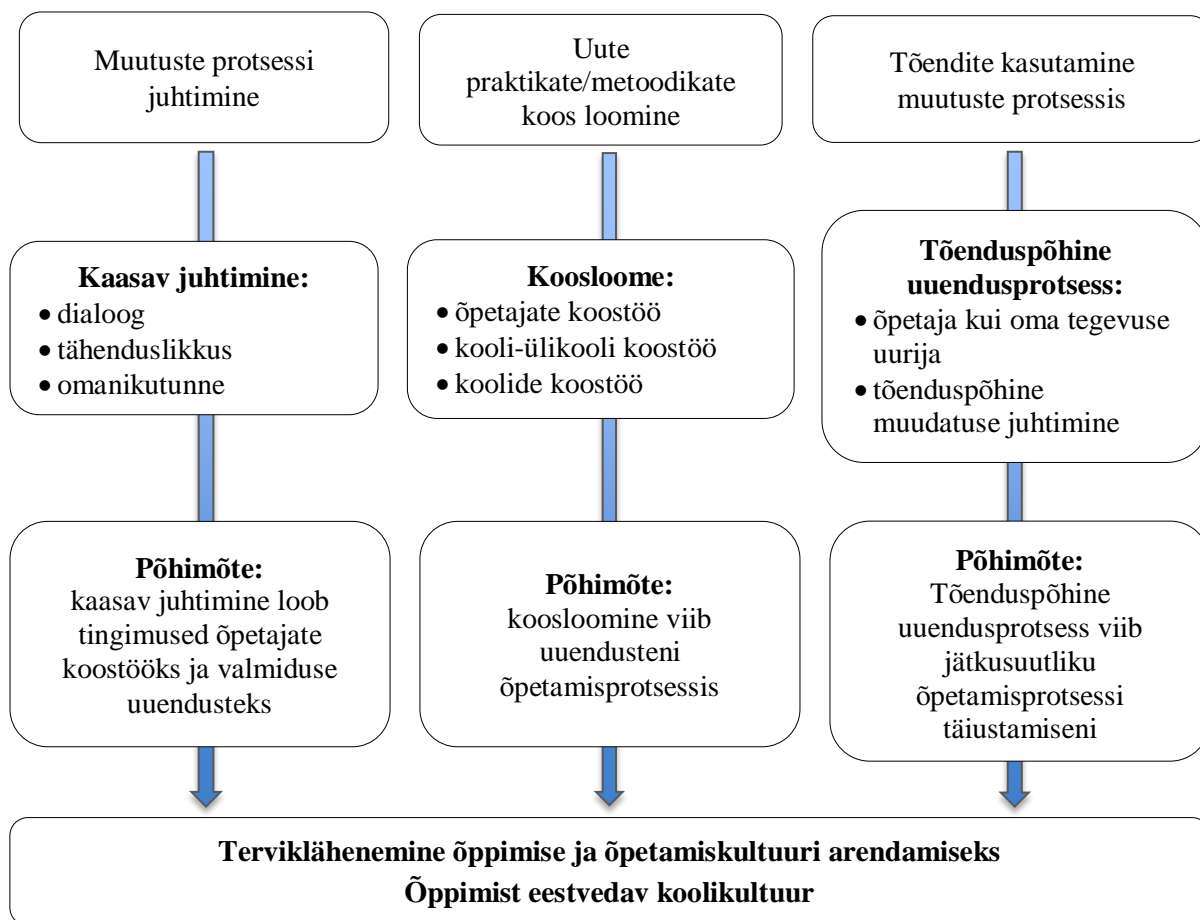 Muutuste protsessi
juhtimine
Uute
praktikate/metoodikate
koos loomine
Tõendite kasutamine
muutuste protsessis
Kaasav juhtimine:
• dialoog
• tähenduslikkus
• omanikutunne
Koosloome:
• õpetajate koostöö
• kooli-ülikooli koostöö
• koolide koostöö
Tõenduspõhine
uuendusprotsess:
• õpetaja kui oma tegevuse
uurija
• tõenduspõhine
muudatuse juhtimine
Põhimõte:
kaasav juhtimine loob
tingimused õpetajate
koostööks ja valmiduse
uuendusteks
Põhimõte:
koosloomine viib
uuendusteni
õpetamisprotsessis
Põhimõte:
Tõenduspõhine
uuendusprotsess viib
jätkusuutliku
õpetamisprotsessi
täiustamiseni
Terviklähenemine õppimise ja õpetamiskultuuri arendamiseks
Õppimist eestvedav koolikultuur